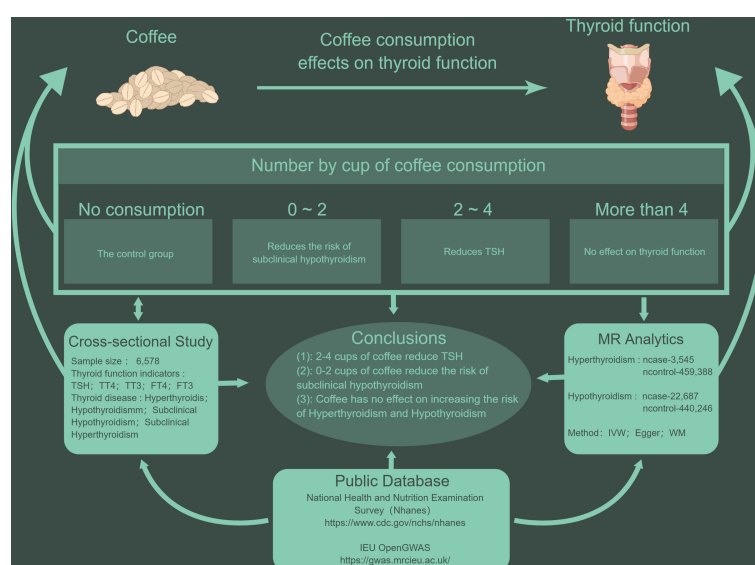 Coffee
Coffee consumption
effects on thyroid function
Thyroid function
Number by cup of coffee consumption
No consumption
The control group
0 ~ 2
Reduces the risk of
subclinical hypothyroidism
2 ~ 4
Reduces TSH
More than 4
No effect on thyroid function
Cross-sectional Study
Sample size： 6,578
Thyroid function indicators :
TSH；TT4；TT3；FT4；FT3
Thyroid disease : Hyperthyroidis;
Hypothyroidismm；Subclinical
Hypothyroidism；Subclinical
Hyperthyroidism
Conclusions
(1): 2-4 cups of coffee reduce TSH
(2): 0-2 cups of coffee reduce the risk of
subclinical hypothyroidism
(3): Coffee has no effect on increasing the risk
of Hyperthyroidism and Hypothyroidism
MR Analytics
Hyperthyroidism : ncase-3,545
ncontrol-459,388
Hypothyroidism : ncase-22,687
ncontrol-440,246
Method：IVW；Egger；WM
Public Database
National Health and Nutrition Examination
Survey（Nhanes）
https://www.cdc.gov/nchs/nhanes
IEU OpenGWAS
https://gwas.mrcieu.ac.uk/